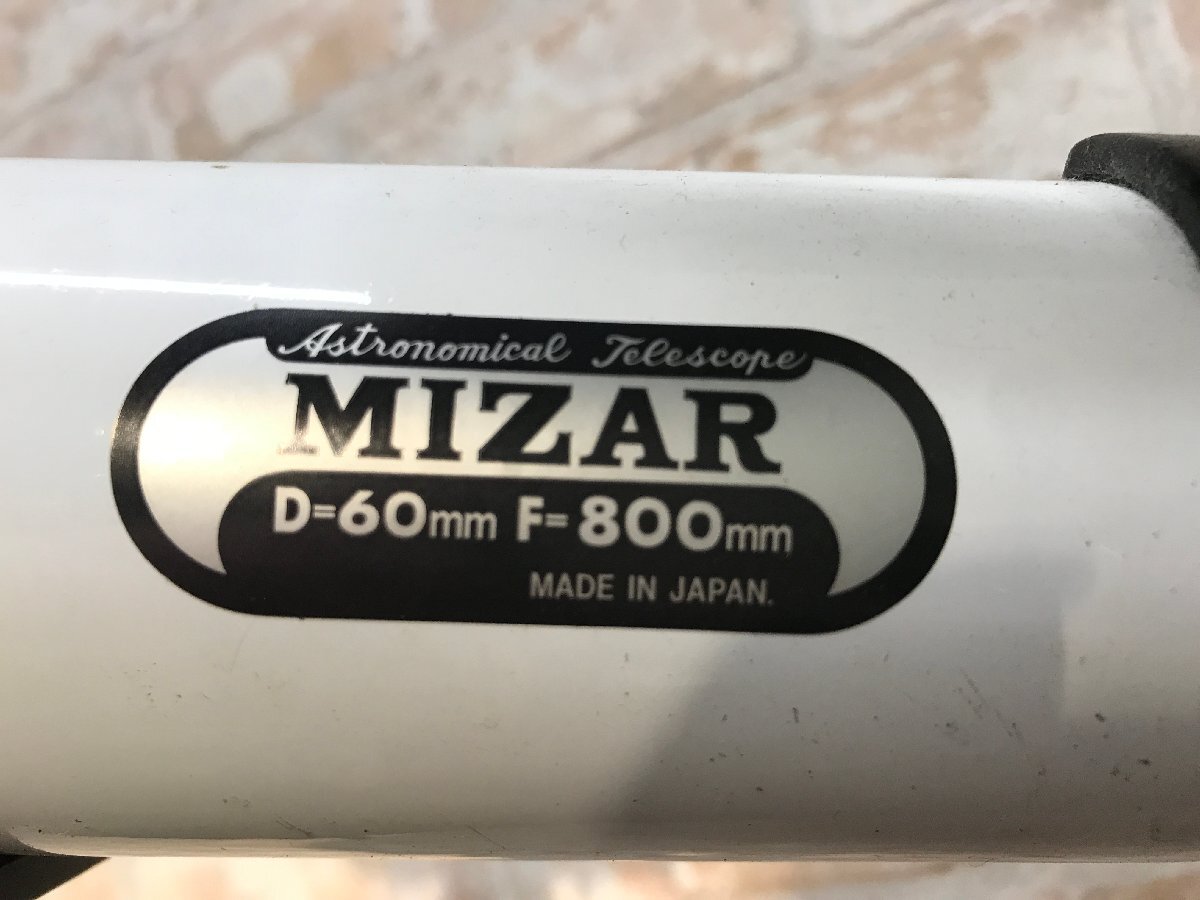 Astronomical Telescope
MIZAR
D=60mm F=800mm
MADE IN JAPAN.